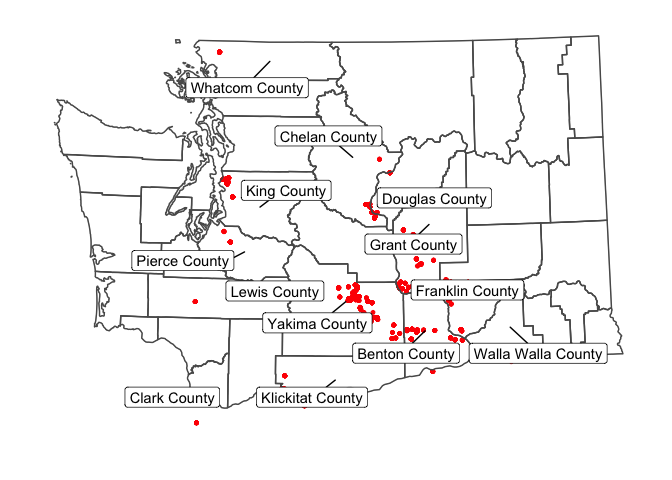 Whatcom County
Chelan County
King County
Douglas County
Grant County
Pierce County
Lewis County
Franklin County
Yakima County
Benton County
Walla Walla County
Clark County
Klickitat County